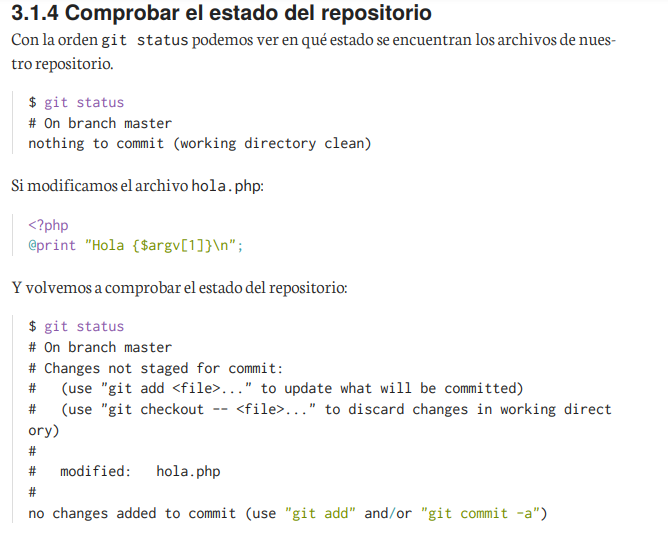 3.1.4 Comprobar el estado del repositorio
Con la orden git status podemos ver en qué estado se encuentran los archivos de nues-
tro repositorio.
$ git status
# On branch master
nothing to commit (working directory clean)
Si modificamos el archivo hola.php:
<?php
@print "Hola {$argv[1]}\n";
Y volvemos a comprobar el estado del repositorio:
$ git status
# On branch master
# Changes not staged for commit:
#   (use "git add <file>..." to update what will be committed)
#   (use "git checkout -- <file>..." to discard changes in working direct
ory)
#
#   modified:   hola.php
#
no changes added to commit (use "git add" and/or "git commit -a")